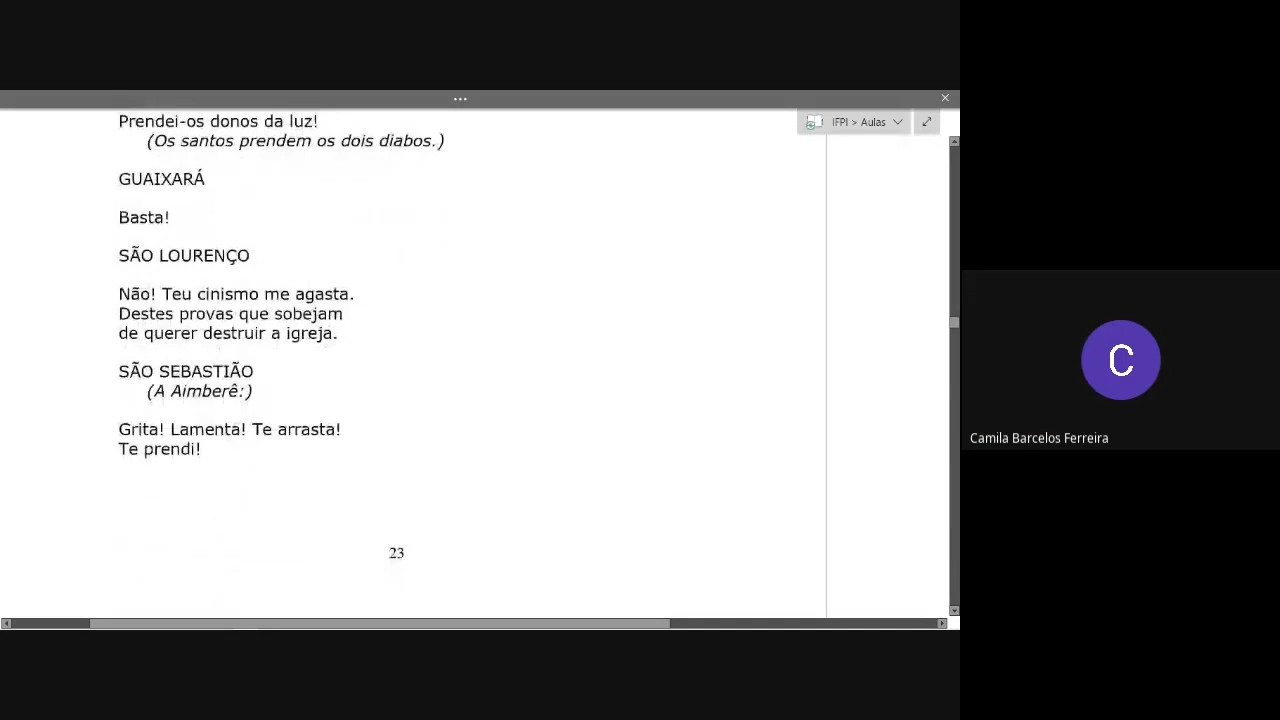 ...
IFPI > Aulas
Prendei-os donos da luz!
(Os santos prendem os dois diabos.)
GUAIXARÁ
Basta!
SÃO LOURENÇO
Não! Teu cinismo me agasta.
Destes provas que sobejam
de querer destruir a igreja.
SÃO SEBASTIÃO
(A Aimberê:)
Grita! Lamenta! Te arrasta!
Te prendi!
23
C
Camila Barcelos Ferreira